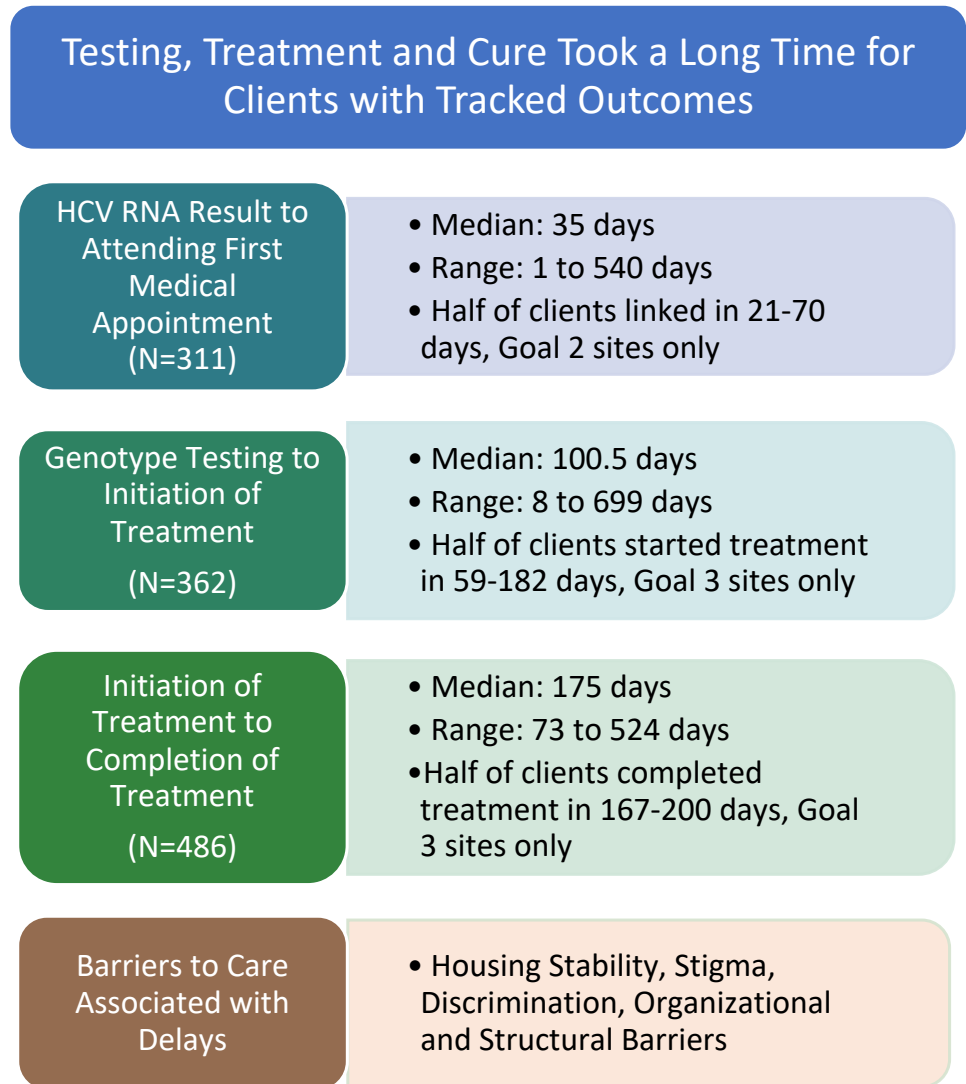 Testing, Treatment and Cure Took a Long Time for
Clients with Tracked Outcomes
HCV RNA Result to
Attending First
Medical
Appointment
(N=311)
• Median: 35 days
• Range: 1 to 540 days
• Half of clients linked in 21-70
days, Goal 2 sites only
Genotype Testing to
Initiation of
Treatment
(N=362)
• Median: 100.5 days
• Range: 8 to 699 days
• Half of clients started treatment
in 59-182 days, Goal 3 sites only
Initiation of
Treatment to
Completion of
Treatment
(N=486)
• Median: 175 days
• Range: 73 to 524 days
•Half of clients completed
treatment in 167-200 days, Goal
3 sites only
Barriers to Care
Associated with
Delays
• Housing Stability, Stigma,
Discrimination, Organizational
and Structural Barriers